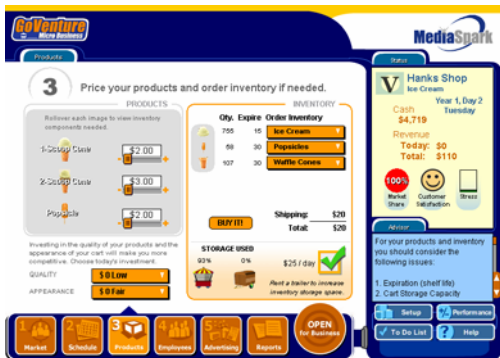 GoVenture
Micro Business
MediaSpark
Products
3 Price your products and order inventory if needed.
PRODUCTS
Rollover each image to view inventory
components needed.
1-Scoop Cone $2.00
2-Scoop Cone $3.00
Popsicle $2.00
Investing in the quality of your products and the
appearance of your cart will make you more
competitive. Choose today's investment.
QUALITY $ 0 Low
APPEARANCE $ 0 Fair
INVENTORY
Qty. Expire Order Inventory
755 15 Ice Cream
58 30 Popsicles
107 30 Waffle Cones
BUY IT!
Shipping: $20
Total: $20
STORAGE USED
93% 0%
$25 / day
Rent a trailer to increase
inventory storage space.
Status
V
Hanks Shop
Ice Cream
Year 1, Day 2
Tuesday
Cash
$4,719
Revenue
Today: $0
Total: $110
100%
Market
Share
Customer
Satisfaction
Stress
Advisor
For your products and inventory
you should consider the
following issues:
1. Expiration (shelf life)
2. Cart Storage Capacity
Setup
Performance
To Do List
Help
1 Market
2 Schedule
3 Products
4 Employees
5 Advertising
Reports
OPEN
for Business